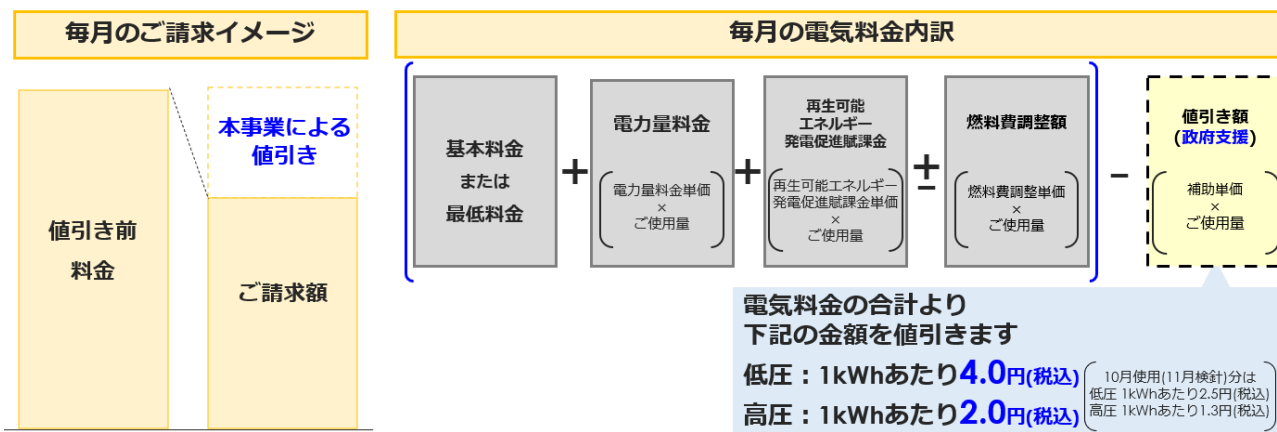 毎月のご請求イメージ
値引き前
料金
本事業による
値引き
ご請求額
毎月の電気料金内訳
基本料金
または
最低料金
+
電力量料金
電力量料金単価
×
ご使用量
+
再生可能
エネルギー
発電促進賦課金
再生可能エネルギー
発電促進賦課金単価
×
ご使用量
±
燃料費調整額
燃料費調整単価
×
ご使用量
−
値引き額
(政府支援)
補助単価
×
ご使用量
電気料金の合計より
下記の金額を値引きます
低圧：1kWhあたり4.0円(税込)
高圧：1kWhあたり2.0円(税込)
10月使用(11月検針)分は
低圧 1kWhあたり2.5円(税込)
高圧 1kWhあたり1.3円(税込)